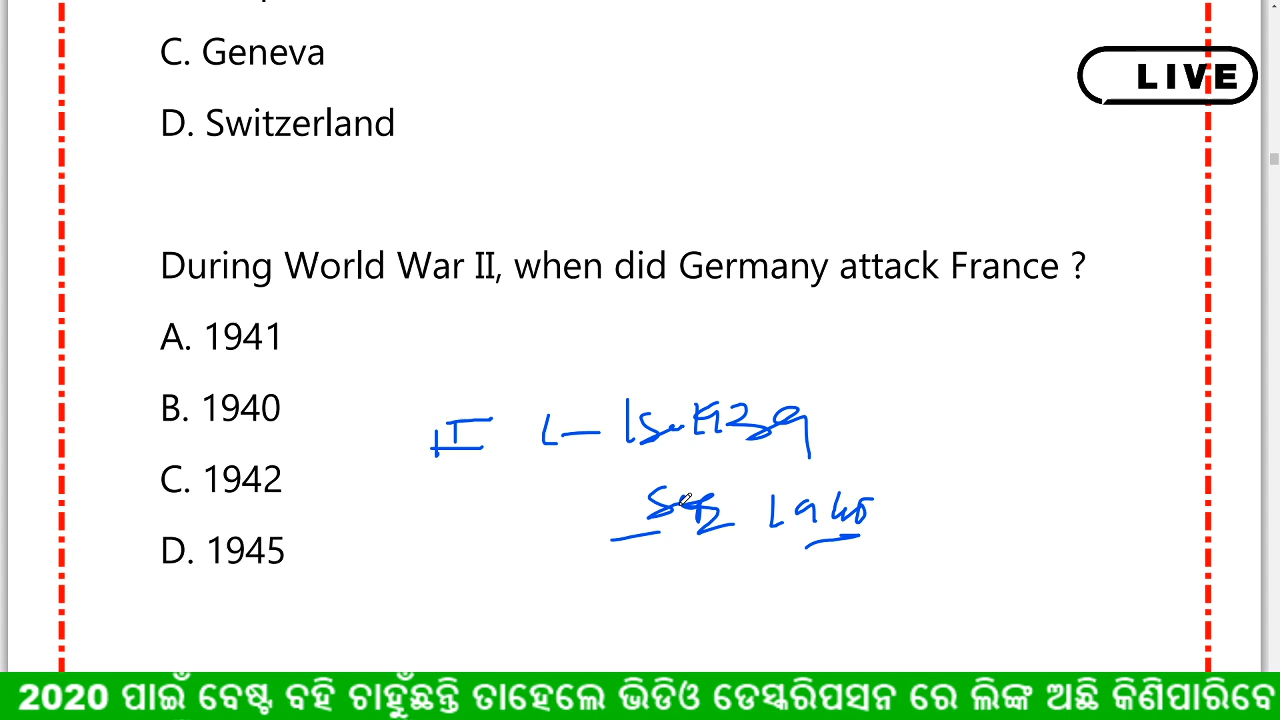 C. Geneva
LIVE
D. Switzerland
During World War II, when did Germany attack France ?
A. 1941
B. 1940
C. 1942
D. 1945
II
2020 ପାଇଁ ବେଷ୍ଟ ବହି ଚାହୁଁଛନ୍ତି ତାହେଲେ ଭିଡିଓ ଡେସ୍କରିପସନ ରେ ଲିଙ୍କ ଅଛି କିଣିପାରିବେ